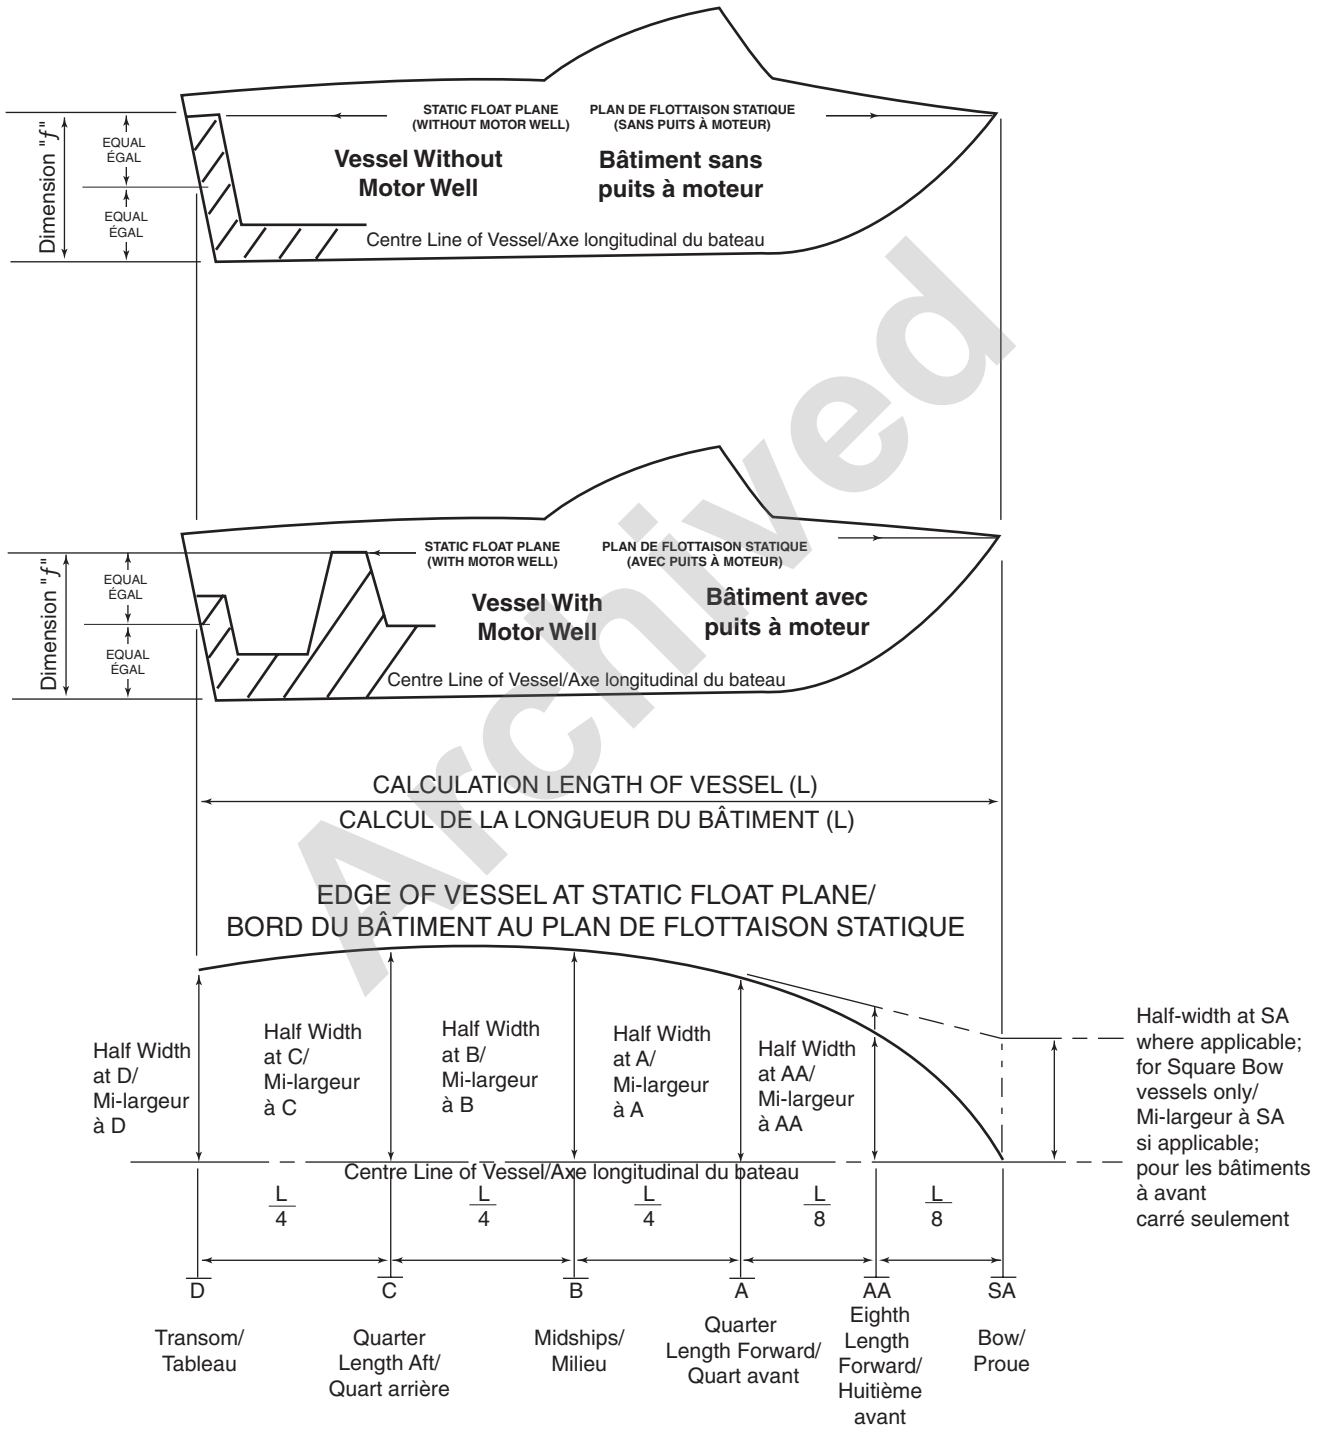 STATIC FLOAT PLANE
(WITHOUT MOTOR WELL)
PLAN DE FLOTTAISON STATIQUE
(SANS PUITS À MOTEUR)
Dimension "f"
EQUAL
ÉGAL
EQUAL
ÉGAL
Vessel Without
Motor Well
Bâtiment sans
puits à moteur
Centre Line of Vessel/Axe longitudinal du bateau
STATIC FLOAT PLANE
(WITH MOTOR WELL)
PLAN DE FLOTTAISON STATIQUE
(AVEC PUITS À MOTEUR)
Dimension "f"
EQUAL
ÉGAL
EQUAL
ÉGAL
Vessel With
Motor Well
Bâtiment avec
puits à moteur
Centre Line of Vessel/Axe longitudinal du bateau
CALCULATION LENGTH OF VESSEL (L)
CALCUL DE LA LONGUEUR DU BÂTIMENT (L)
EDGE OF VESSEL AT STATIC FLOAT PLANE/
BORD DU BÂTIMENT AU PLAN DE FLOTTAISON STATIQUE
Half Width
at D/
Mi-largeur
à D
Half Width
at C/
Mi-largeur
à C
Half Width
at B/
Mi-largeur
à B
Half Width
at A/
Mi-largeur
à A
Half Width
at AA/
Mi-largeur
à AA
Half-width at SA
where applicable;
for Square Bow
vessels only/
Mi-largeur à SA
si applicable;
pour les bâtiments
à avant
carré seulement
Centre Line of Vessel/Axe longitudinal du bateau
L
4
L
4
L
4
L
8
L
8
D
C
B
A
AA
SA
Transom/
Tableau
Quarter
Length Aft/
Quart arrière
Midships/
Milieu
Quarter
Length Forward/
Quart avant
Eighth
Length
Forward/
Huitième
avant
Bow/
Proue
Archived